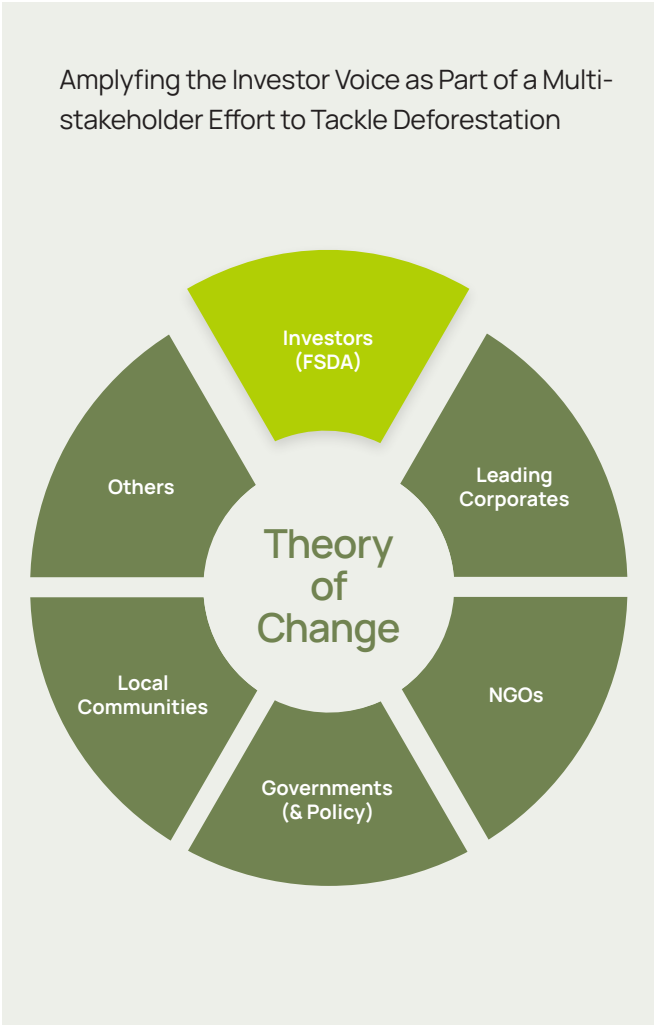 Amplyfing the Investor Voice as Part of a Multi-
stakeholder Effort to Tackle Deforestation
Investors
(FSDA)
Others
Leading
Corporates
Theory
of
Change
Local
Communities
NGOs
Governments
(& Policy)